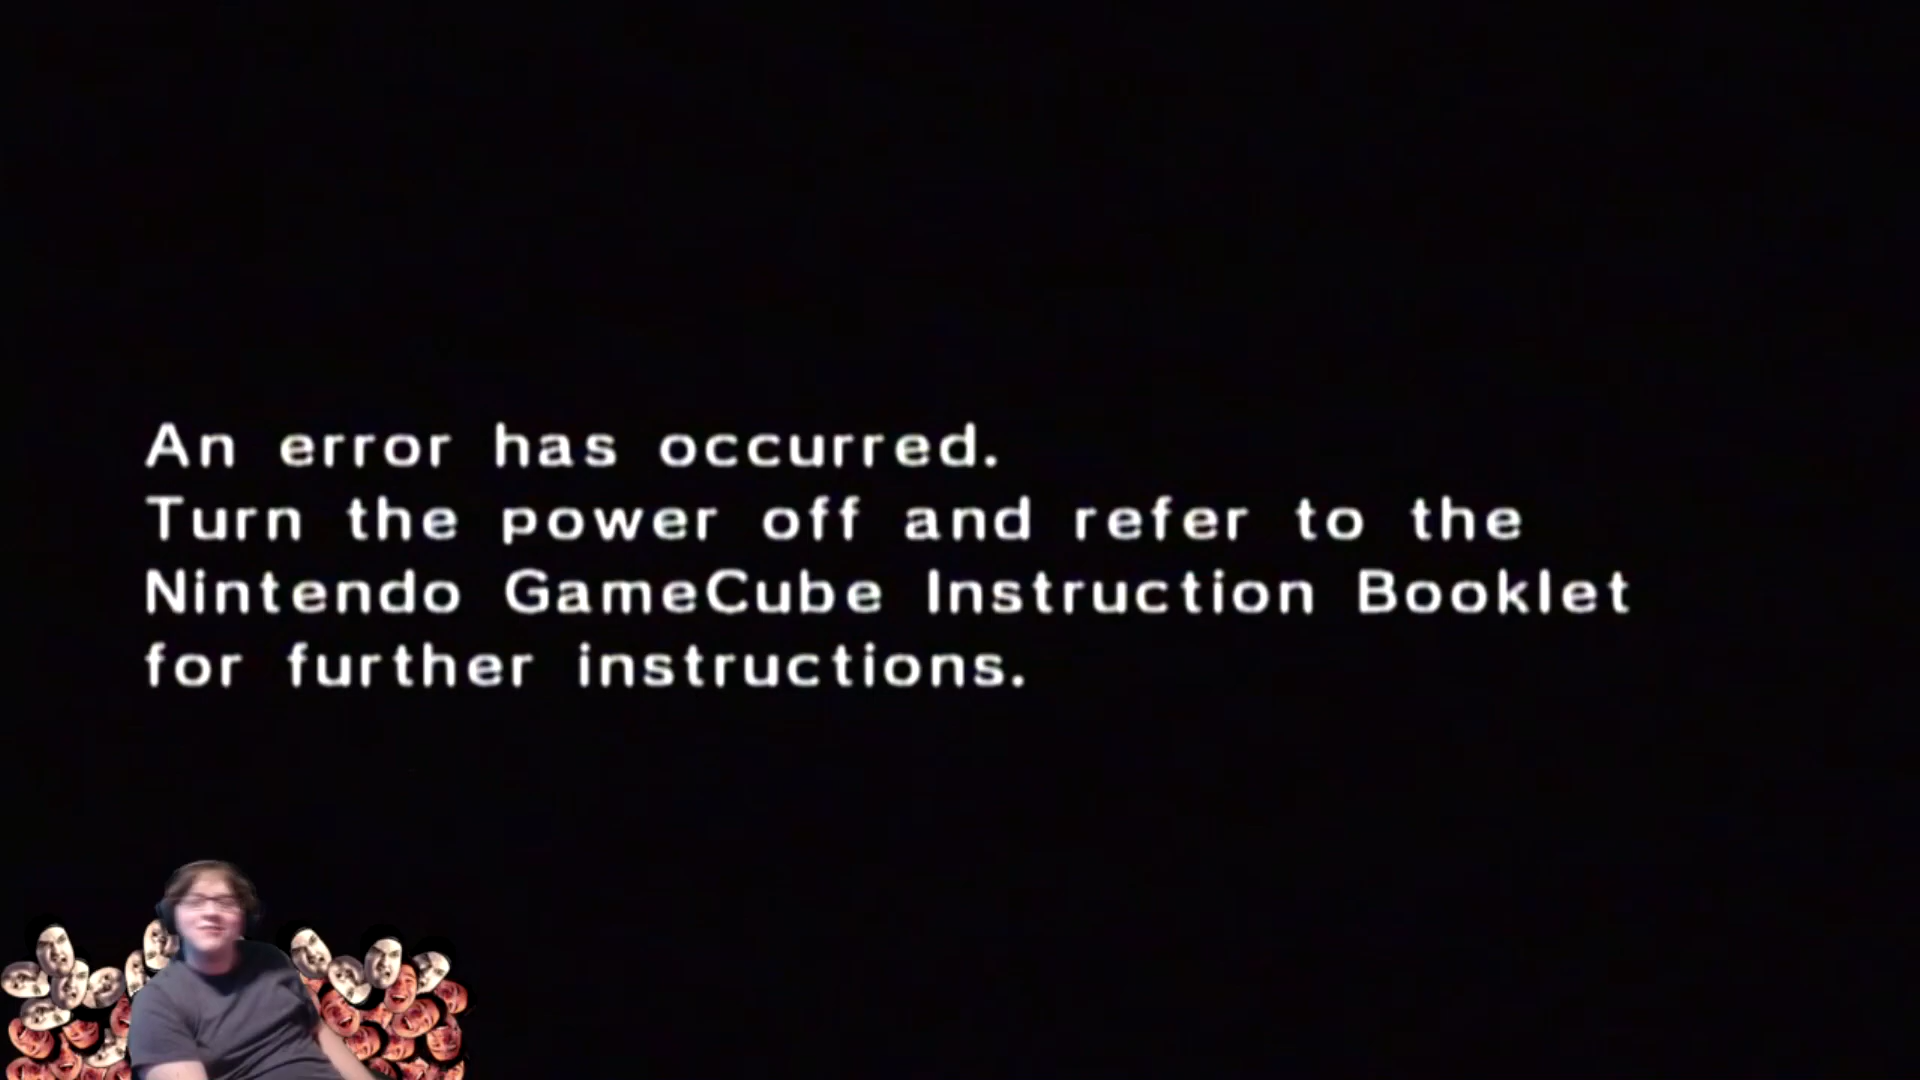 An error has occurred.
Turn the power off and refer to the
Nintendo GameCube Instruction Booklet
for further instructions.